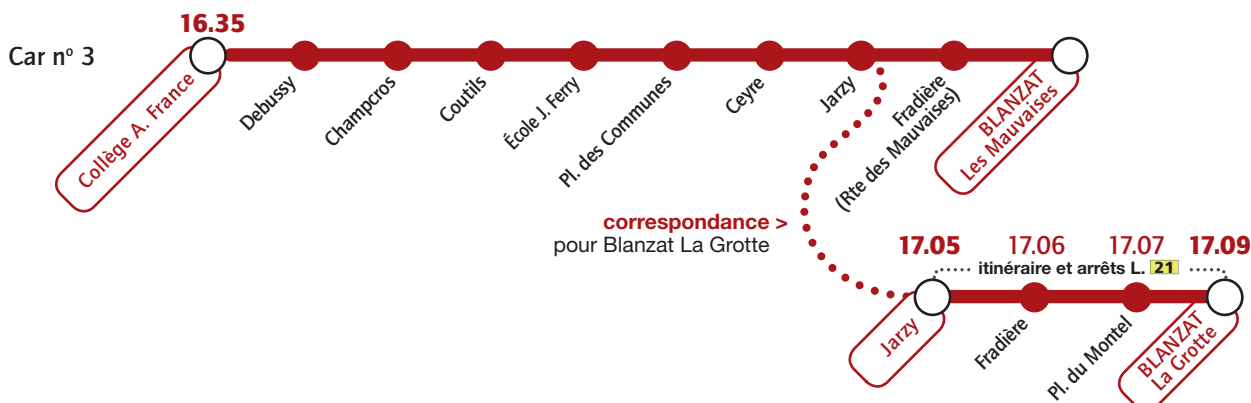 16.35
Car nº 3
Collège A. France
Debussy
Champcros
Coutils
École J. Ferry
Pl. des Communes
Ceyre
Jarzy
Fradière
(Rte des Mauvaises)
BLANZAT
Les Mauvaises
correspondance >
pour Blanzat La Grotte
17.05 17.06 17.07 17.09
itinéraire et arrêts L. 21
Jarzy
Fradière
Pl. du Montel
BLANZAT
La Grotte